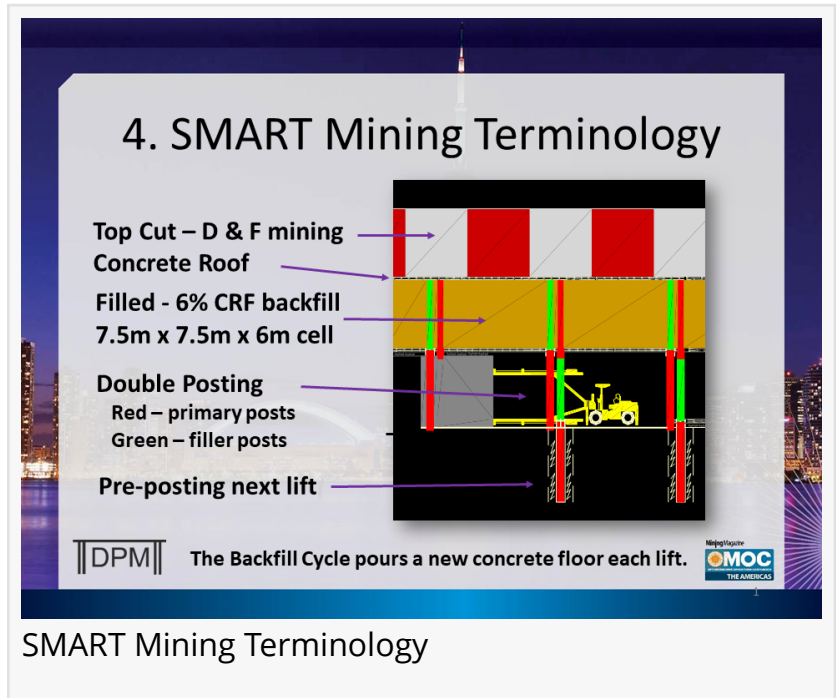 4. SMART Mining Terminology
Top Cut – D & F mining
Concrete Roof
Filled - 6% CRF backfill
7.5m x 7.5m x 6m cell
Double Posting
Red – primary posts
Green – filler posts
Pre-posting next lift
DPM
The Backfill Cycle pours a new concrete floor each lift.
MiningMagazine
MOC
THE AMERICAS
1
SMART Mining Terminology